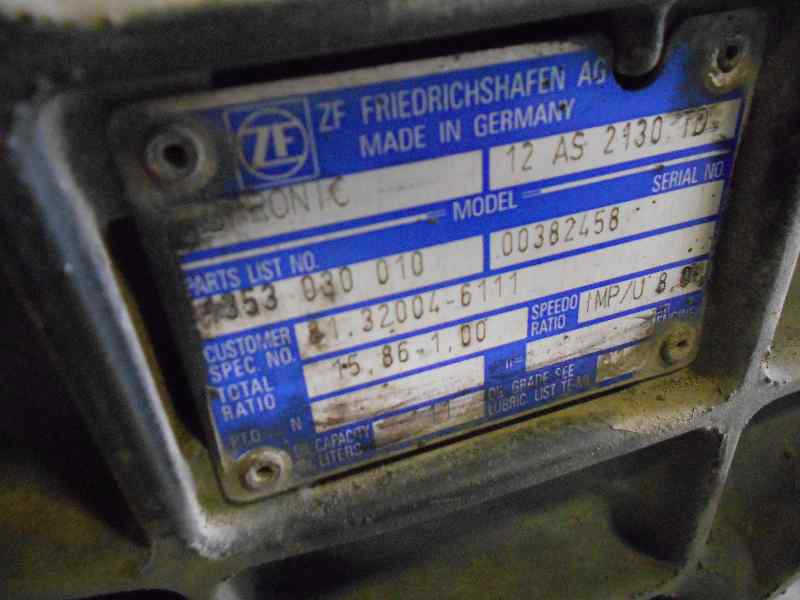 ZF
ZF FRIEDRICHSHAFEN AG
MADE IN GERMANY
12 AS 2130 TD
MODEL
SERIAL NO.
PARTS LIST NO.
1353 030 010
00382458
CUSTOMER
SPEC. NO.
81.32004-6111
TOTAL
RATIO
15,86-1,00
SPEEDO
RATIO
IMP/U 8,0
P.T.O.
N
OIL CAPACITY
LITERS
OIL GRADE SEE
LUBRIC. LIST TE-ML